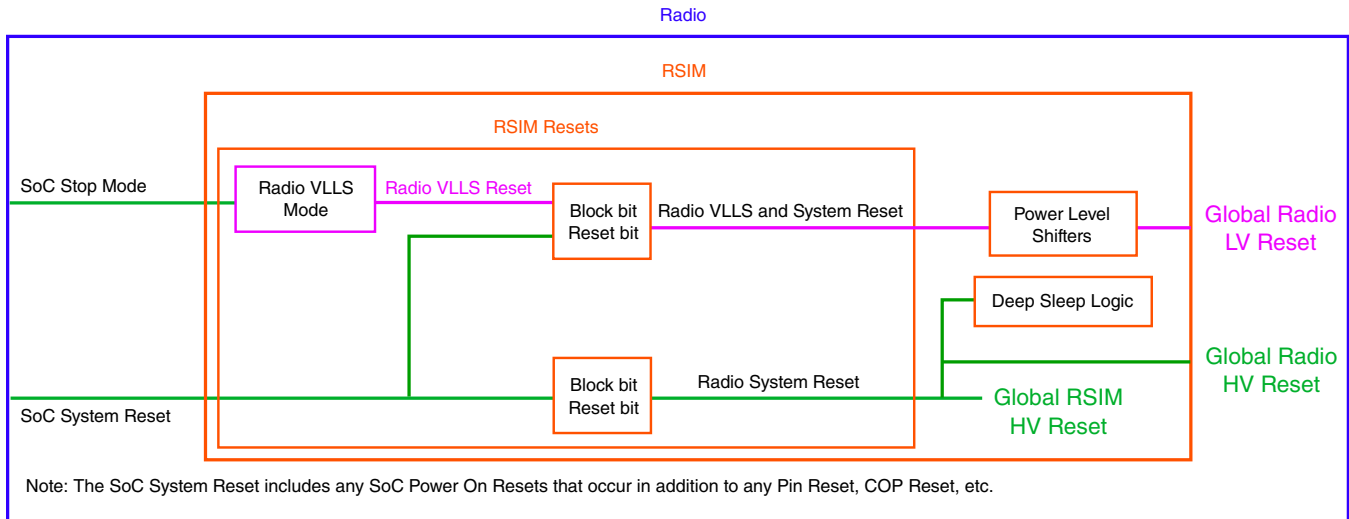 Radio
RSIM
RSIM Resets
SoC Stop Mode
Radio VLLS
Mode
Radio VLLS Reset
Block bit
Reset bit
Radio VLLS and System Reset
Power Level
Shifters
Global Radio
LV Reset
Deep Sleep Logic
Global Radio
HV Reset
SoC System Reset
Block bit
Reset bit
Radio System Reset
Global RSIM
HV Reset
Note: The SoC System Reset includes any SoC Power On Resets that occur in addition to any Pin Reset, COP Reset, etc.